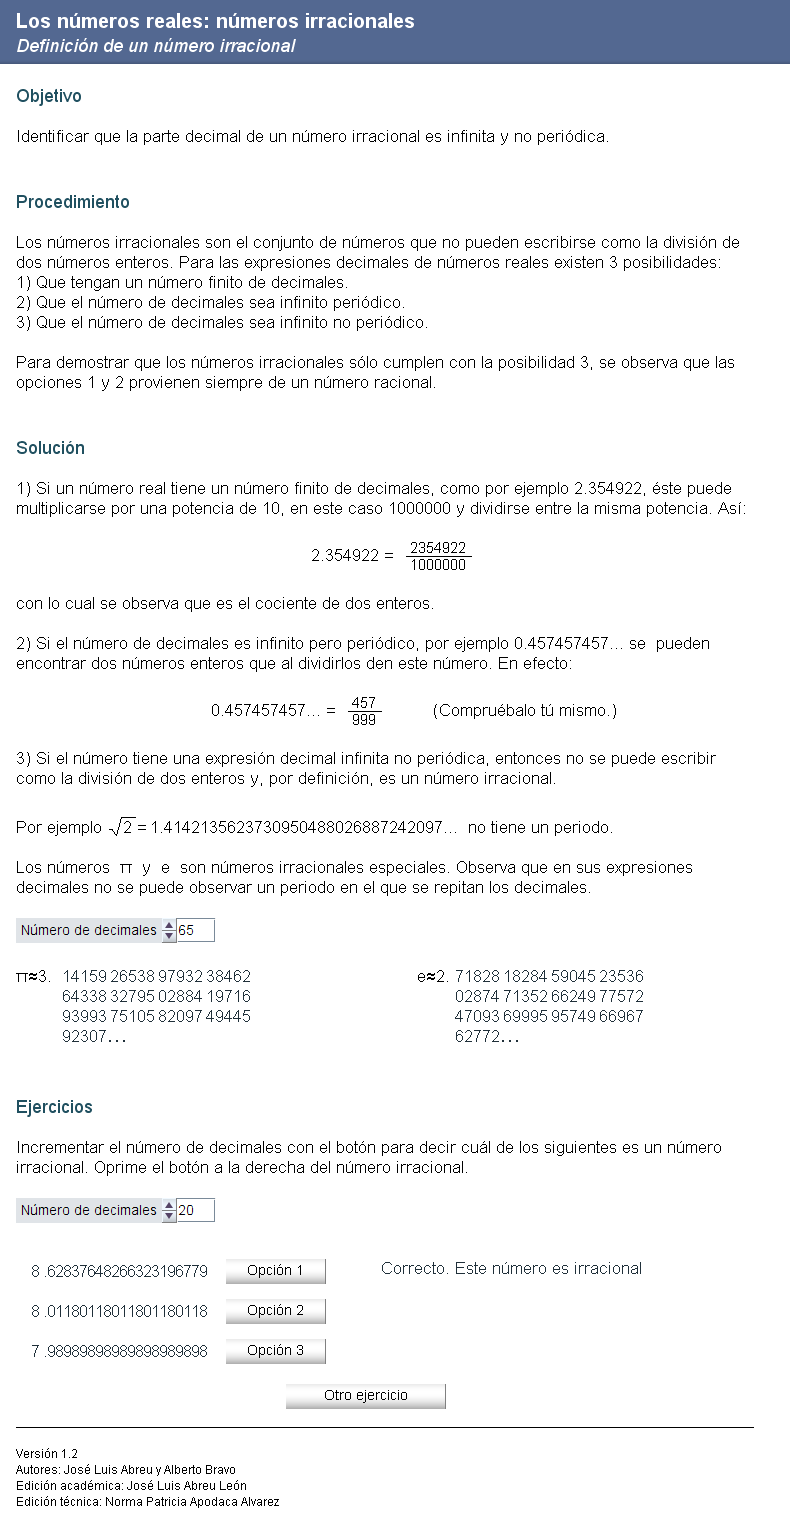 Los números reales: números irracionales
Definición de un número irracional
Objetivo
Identificar que la parte decimal de un número irracional es infinita y no periódica.
Procedimiento
Los números irracionales son el conjunto de números que no pueden escribirse como la división de
dos números enteros. Para las expresiones decimales de números reales existen 3 posibilidades:
1) Que tengan un número finito de decimales.
2) Que el número de decimales sea infinito periódico.
3) Que el número de decimales sea infinito no periódico.
Para demostrar que los números irracionales sólo cumplen con la posibilidad 3, se observa que las
opciones 1 y 2 provienen siempre de un número racional.
Solución
1) Si un número real tiene un número finito de decimales, como por ejemplo 2.354922, éste puede
multiplicarse por una potencia de 10, en este caso 1000000 y dividirse entre la misma potencia. Así:
2.354922 = 2354922
1000000
con lo cual se observa que es el cociente de dos enteros.
2) Si el número de decimales es infinito pero periódico, por ejemplo 0.457457457... se pueden
encontrar dos números enteros que al dividirlos den este número. En efecto:
0.457457457... = 457 (Compruébalo tú mismo.)
999
3) Si el número tiene una expresión decimal infinita no periódica, entonces no se puede escribir
como la división de dos enteros y, por definición, es un número irracional.
Por ejemplo √2 = 1.4142135623730950488026887242097... no tiene un periodo.
Los números π y e son números irracionales especiales. Observa que en sus expresiones
decimales no se puede observar un periodo en el que se repitan los decimales.
Número de decimales 65
π≈3. 14159 26538 97932 38462 e≈2. 71828 18284 59045 23536
64338 32795 02884 19716 02874 71352 66249 77572
93993 75105 82097 49445 47093 69995 95749 66967
92307... 62772...
Ejercicios
Incrementar el número de decimales con el botón para decir cuál de los siguientes es un número
irracional. Oprime el botón a la derecha del número irracional.
Número de decimales 20
8 .62837648266323196779 Opción 1 Correcto. Este número es irracional
8 .01180118011801180118 Opción 2
7 .98989898989898989898 Opción 3
Otro ejercicio
Versión 1.2
Autores: José Luis Abreu y Alberto Bravo
Edición académica: José Luis Abreu León
Edición técnica: Norma Patricia Apodaca Alvarez